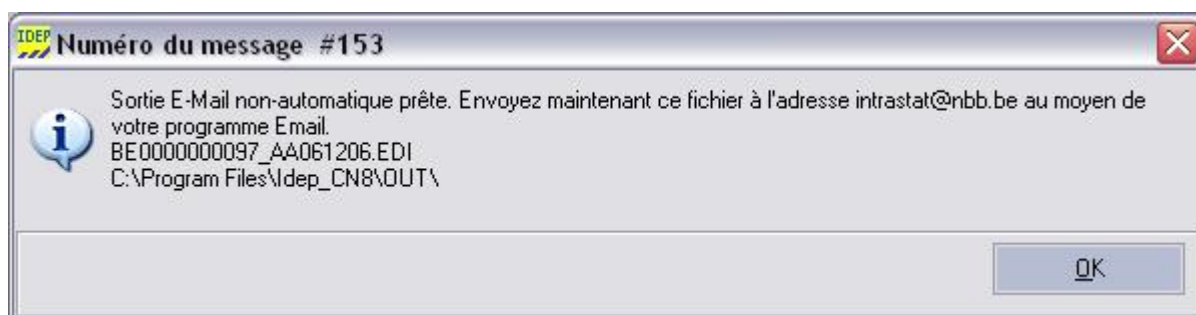 IDEP Numéro du message #153
Sortie E-Mail non-automatique prête. Envoyez maintenant ce fichier à l'adresse intrastat@nbb.be au moyen de
votre programme Email.
BE0000000097_AA061206.EDI
C:\Program Files\Idep_CN8\OUT\
OK